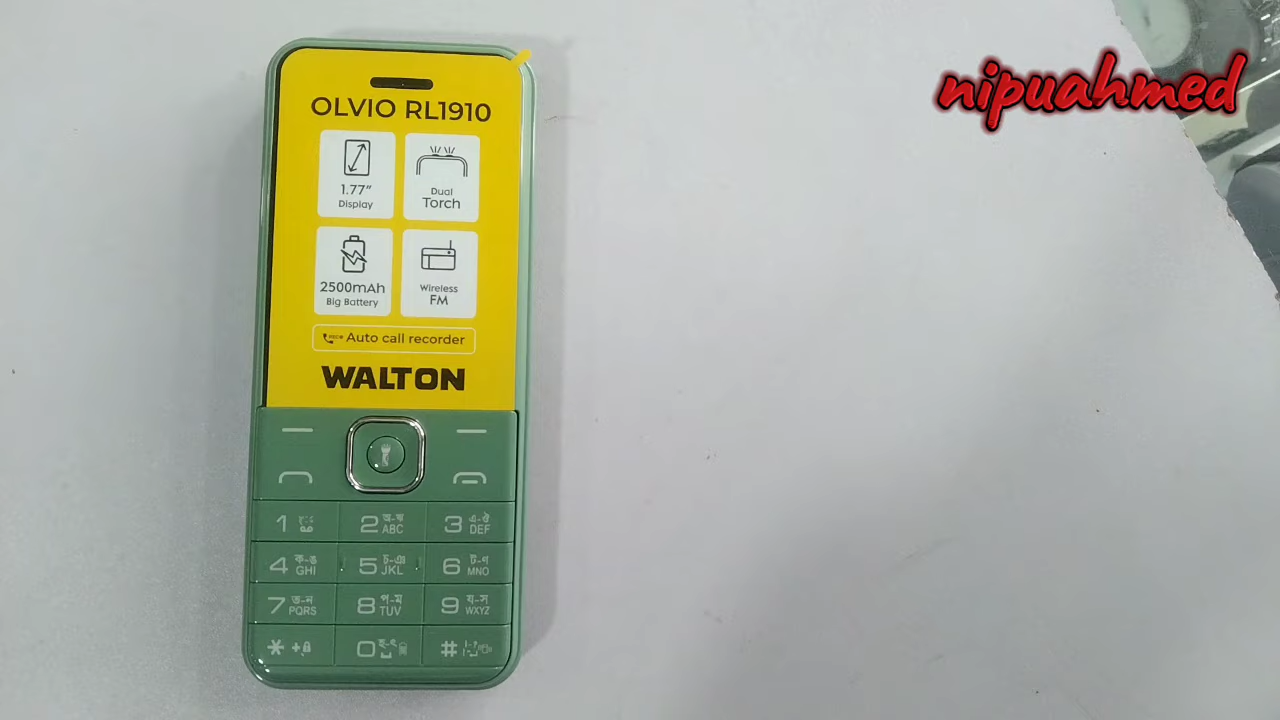 nipuahmed
OLVIO RL1910
1.77"
Display
Dual
Torch
2500mAh
Big Battery
Wireless
FM
Auto call recorder
WALTON
1
2 অ-ঘ ABC
3 এ-ঔ DEF
4 ক-ঙ GHI
5 চ-ঞ JKL
6 ট-ণ MNO
7 ত-ন PQRS
8 প-ম TUV
9 য-স WXYZ
* +
0
#